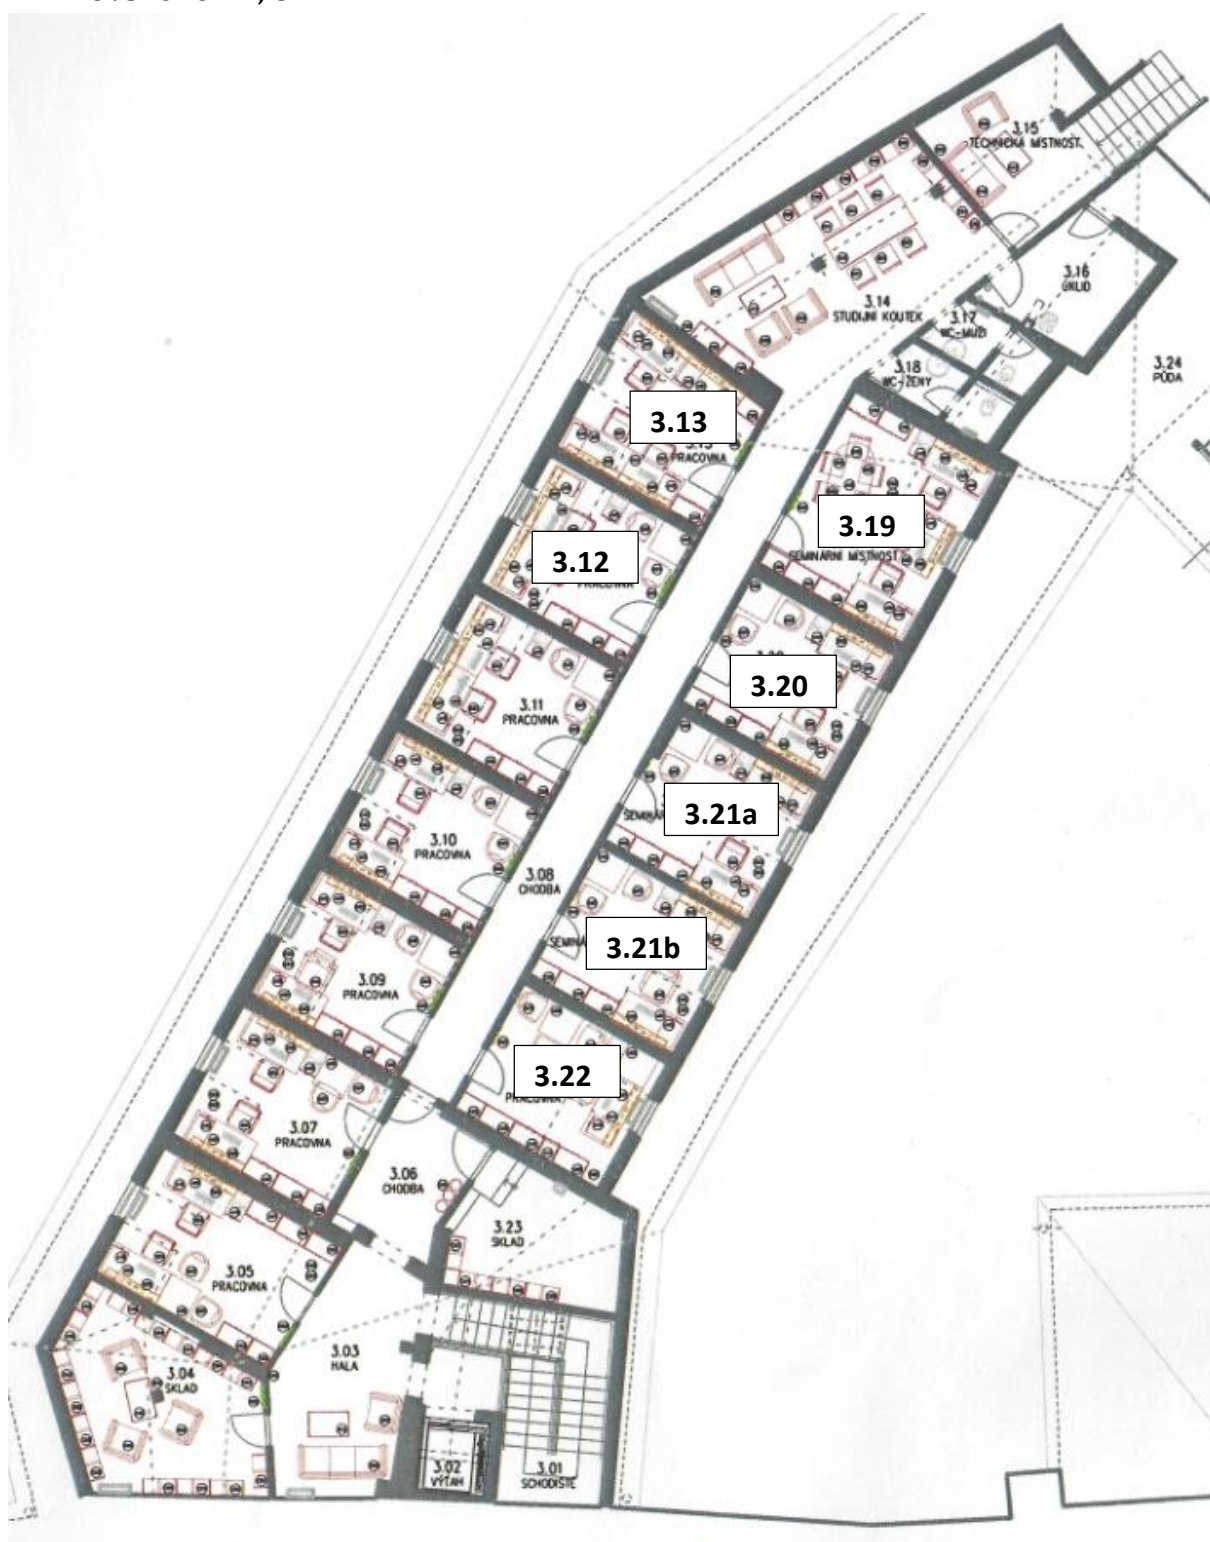 3.15
TECHNICKÁ MÍSTNOST
3.16
ÚKLID
3.14
STUDIJNÍ KOUTEK
3.17
WC-MUŽI
3.18
WC-ŽENY
3.24
PŮDA
3.13
PRACOVNA
3.19
SEMINÁRNÍ MÍSTNOST
3.12
PRACOVNA
3.20
3.11
PRACOVNA
3.21a
3.10
PRACOVNA
3.08
CHODBA
3.21b
3.09
PRACOVNA
3.22
PRACOVNA
3.07
PRACOVNA
3.06
CHODBA
3.23
SKLAD
3.05
PRACOVNA
3.03
HALA
3.04
SKLAD
3.02
VÝTAH
3.01
SCHODIŠTĚ